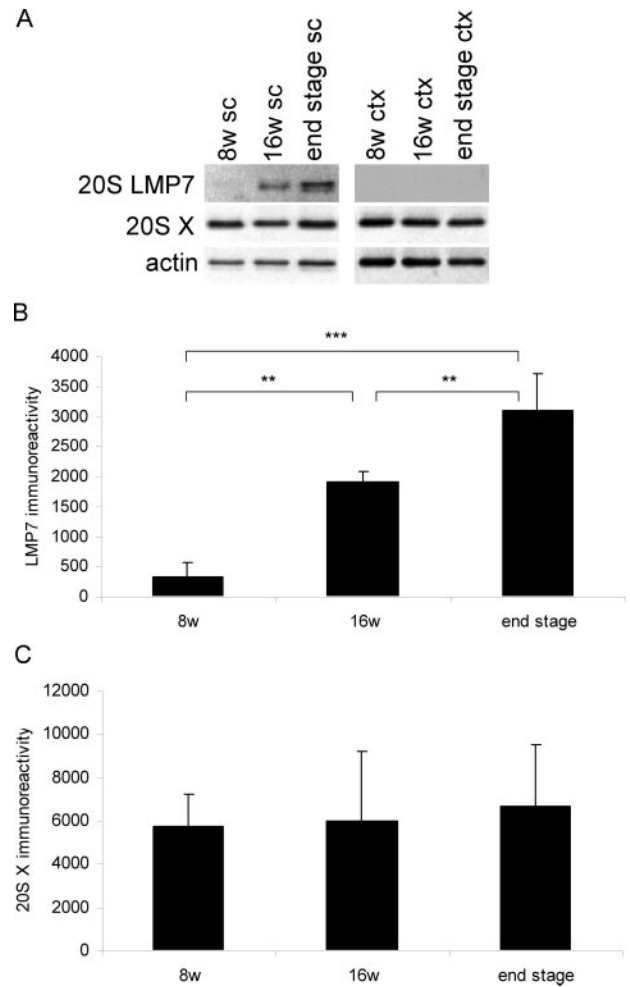 A
8w sc
16w sc
end stage sc
8w ctx
16w ctx
end stage ctx
20S LMP7
20S X
actin
B
***
**
**
4000
3500
3000
2500
2000
1500
1000
500
0
LMP7 immunoreactivity
8w
16w
end stage
C
12000
10000
8000
6000
4000
2000
0
20S X immunoreactivity
8w
16w
end stage